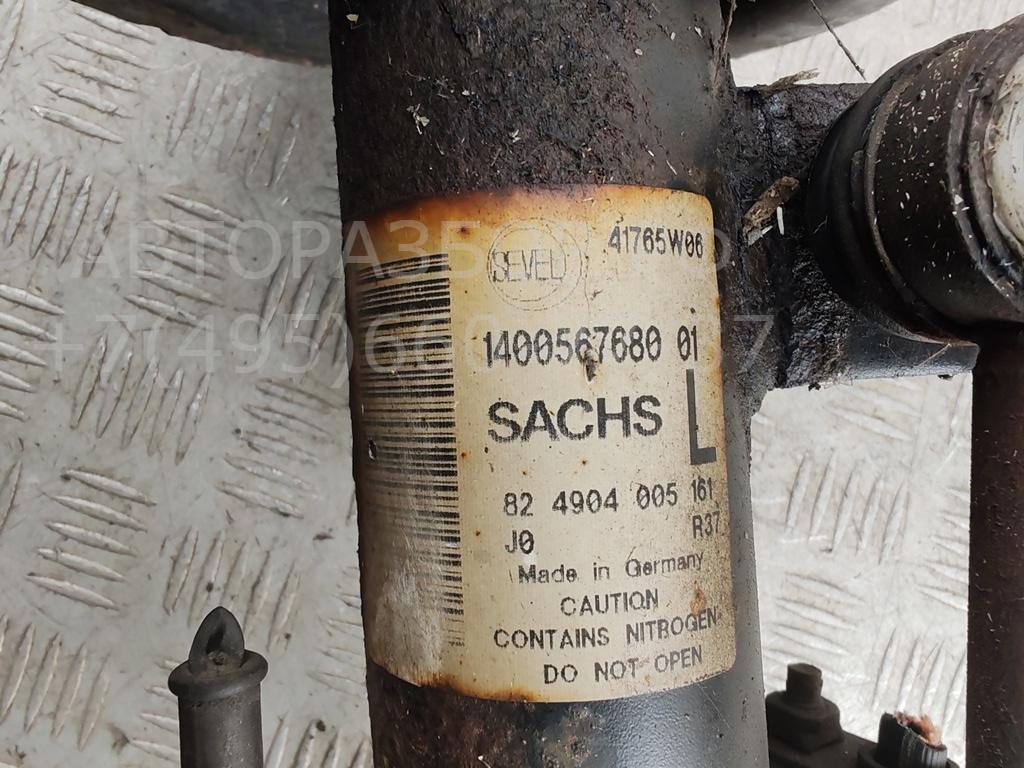 41765W06
SEVEL
1400567680 01
SACHS L
82 4904 005 161
J0 R37
Made in Germany
CAUTION
CONTAINS NITROGEN
DO NOT OPEN